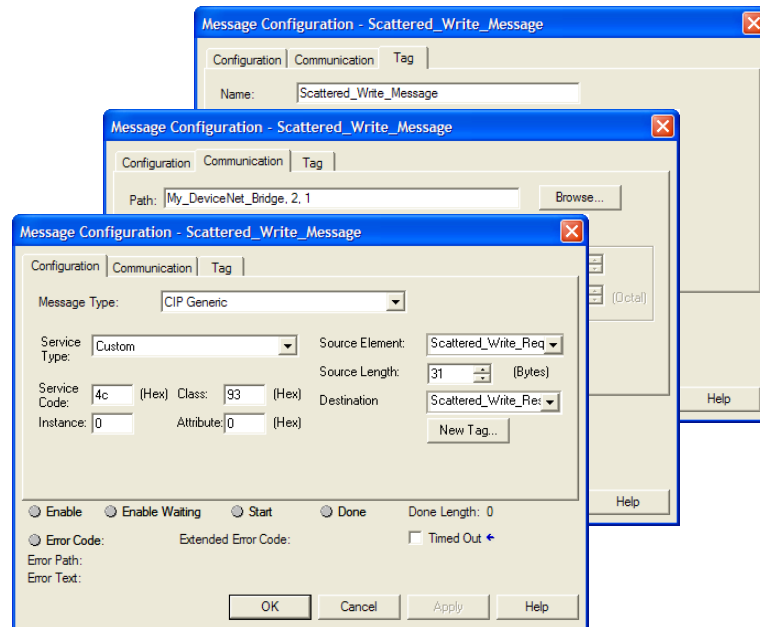 Message Configuration - Scattered_Write_Message
Configuration Communication Tag
Name: Scattered_Write_Message
Message Configuration - Scattered_Write_Message
Configuration Communication Tag
Path: My_DeviceNet_Bridge, 2, 1 Browse...
(Octal)
Message Configuration - Scattered_Write_Message
Configuration Communication Tag
Message Type: CIP Generic
Service Type: Custom Source Element: Scattered_Write_Req
Source Length: 31 (Bytes)
Service Code: 4c (Hex) Class: 93 (Hex) Destination Scattered_Write_Res
Instance: 0 Attribute: 0 (Hex) New Tag...
Help
Help
Enable Enable Waiting Start Done Done Length: 0
Error Code: Extended Error Code: Timed Out
Error Path:
Error Text:
OK Cancel Apply Help